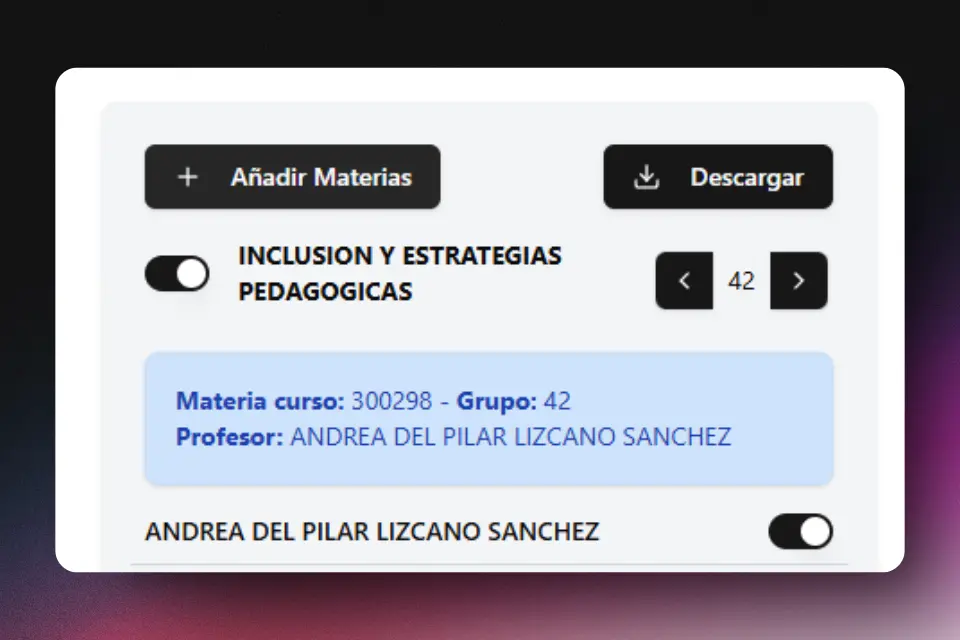 Añadir Materias
Descargar
INCLUSION Y ESTRATEGIAS
PEDAGOGICAS
42
Materia curso: 300298 - Grupo: 42
Profesor: ANDREA DEL PILAR LIZCANO SANCHEZ
ANDREA DEL PILAR LIZCANO SANCHEZ